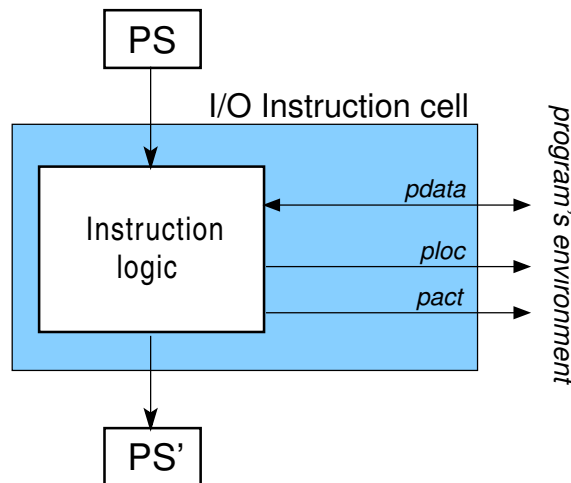 PS
I/O Instruction cell
Instruction
logic
pdata
ploc
pact
program's environment
PS'